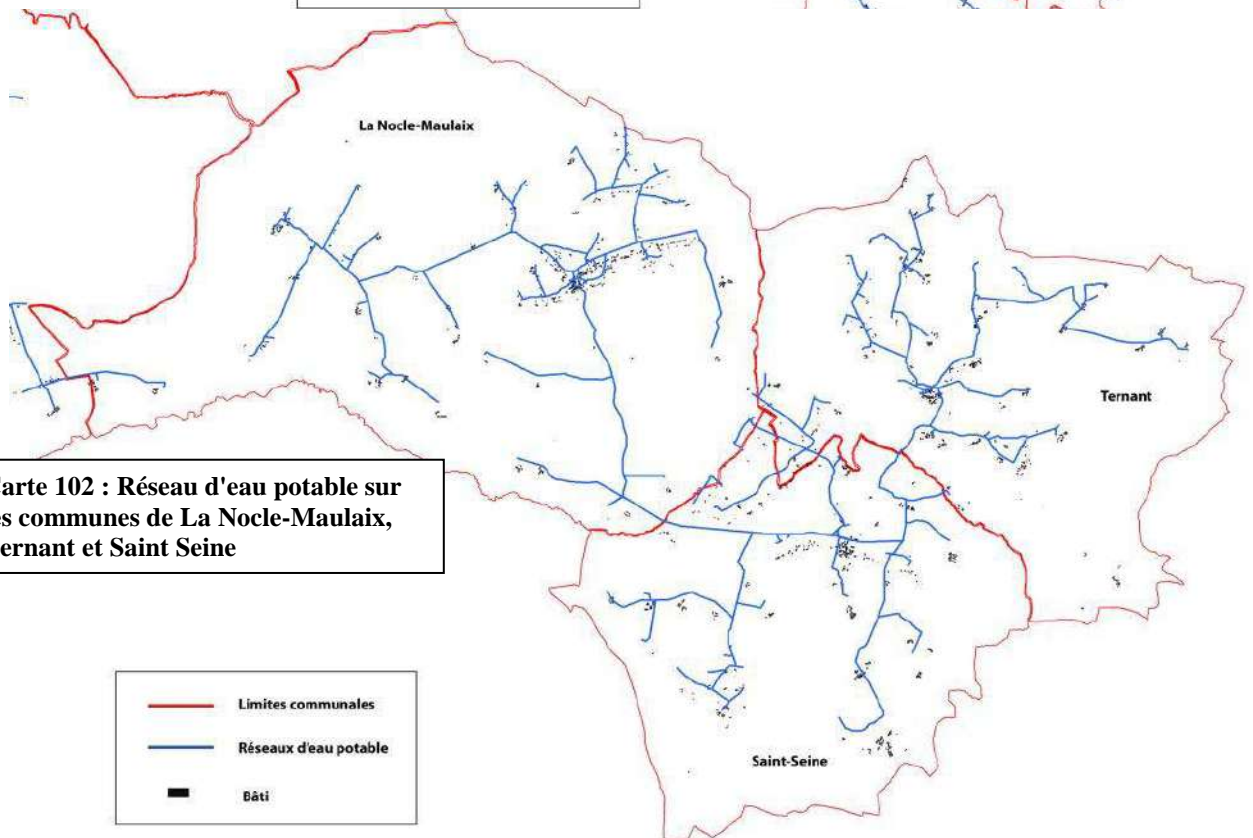 La Nocle-Maulaix
Ternant
arte 102 : Réseau d'eau potable sur
es communes de La Nocle-Maulaix,
ernant et Saint Seine
Limites communales
Réseaux d'eau potable
Bâti
Saint-Seine